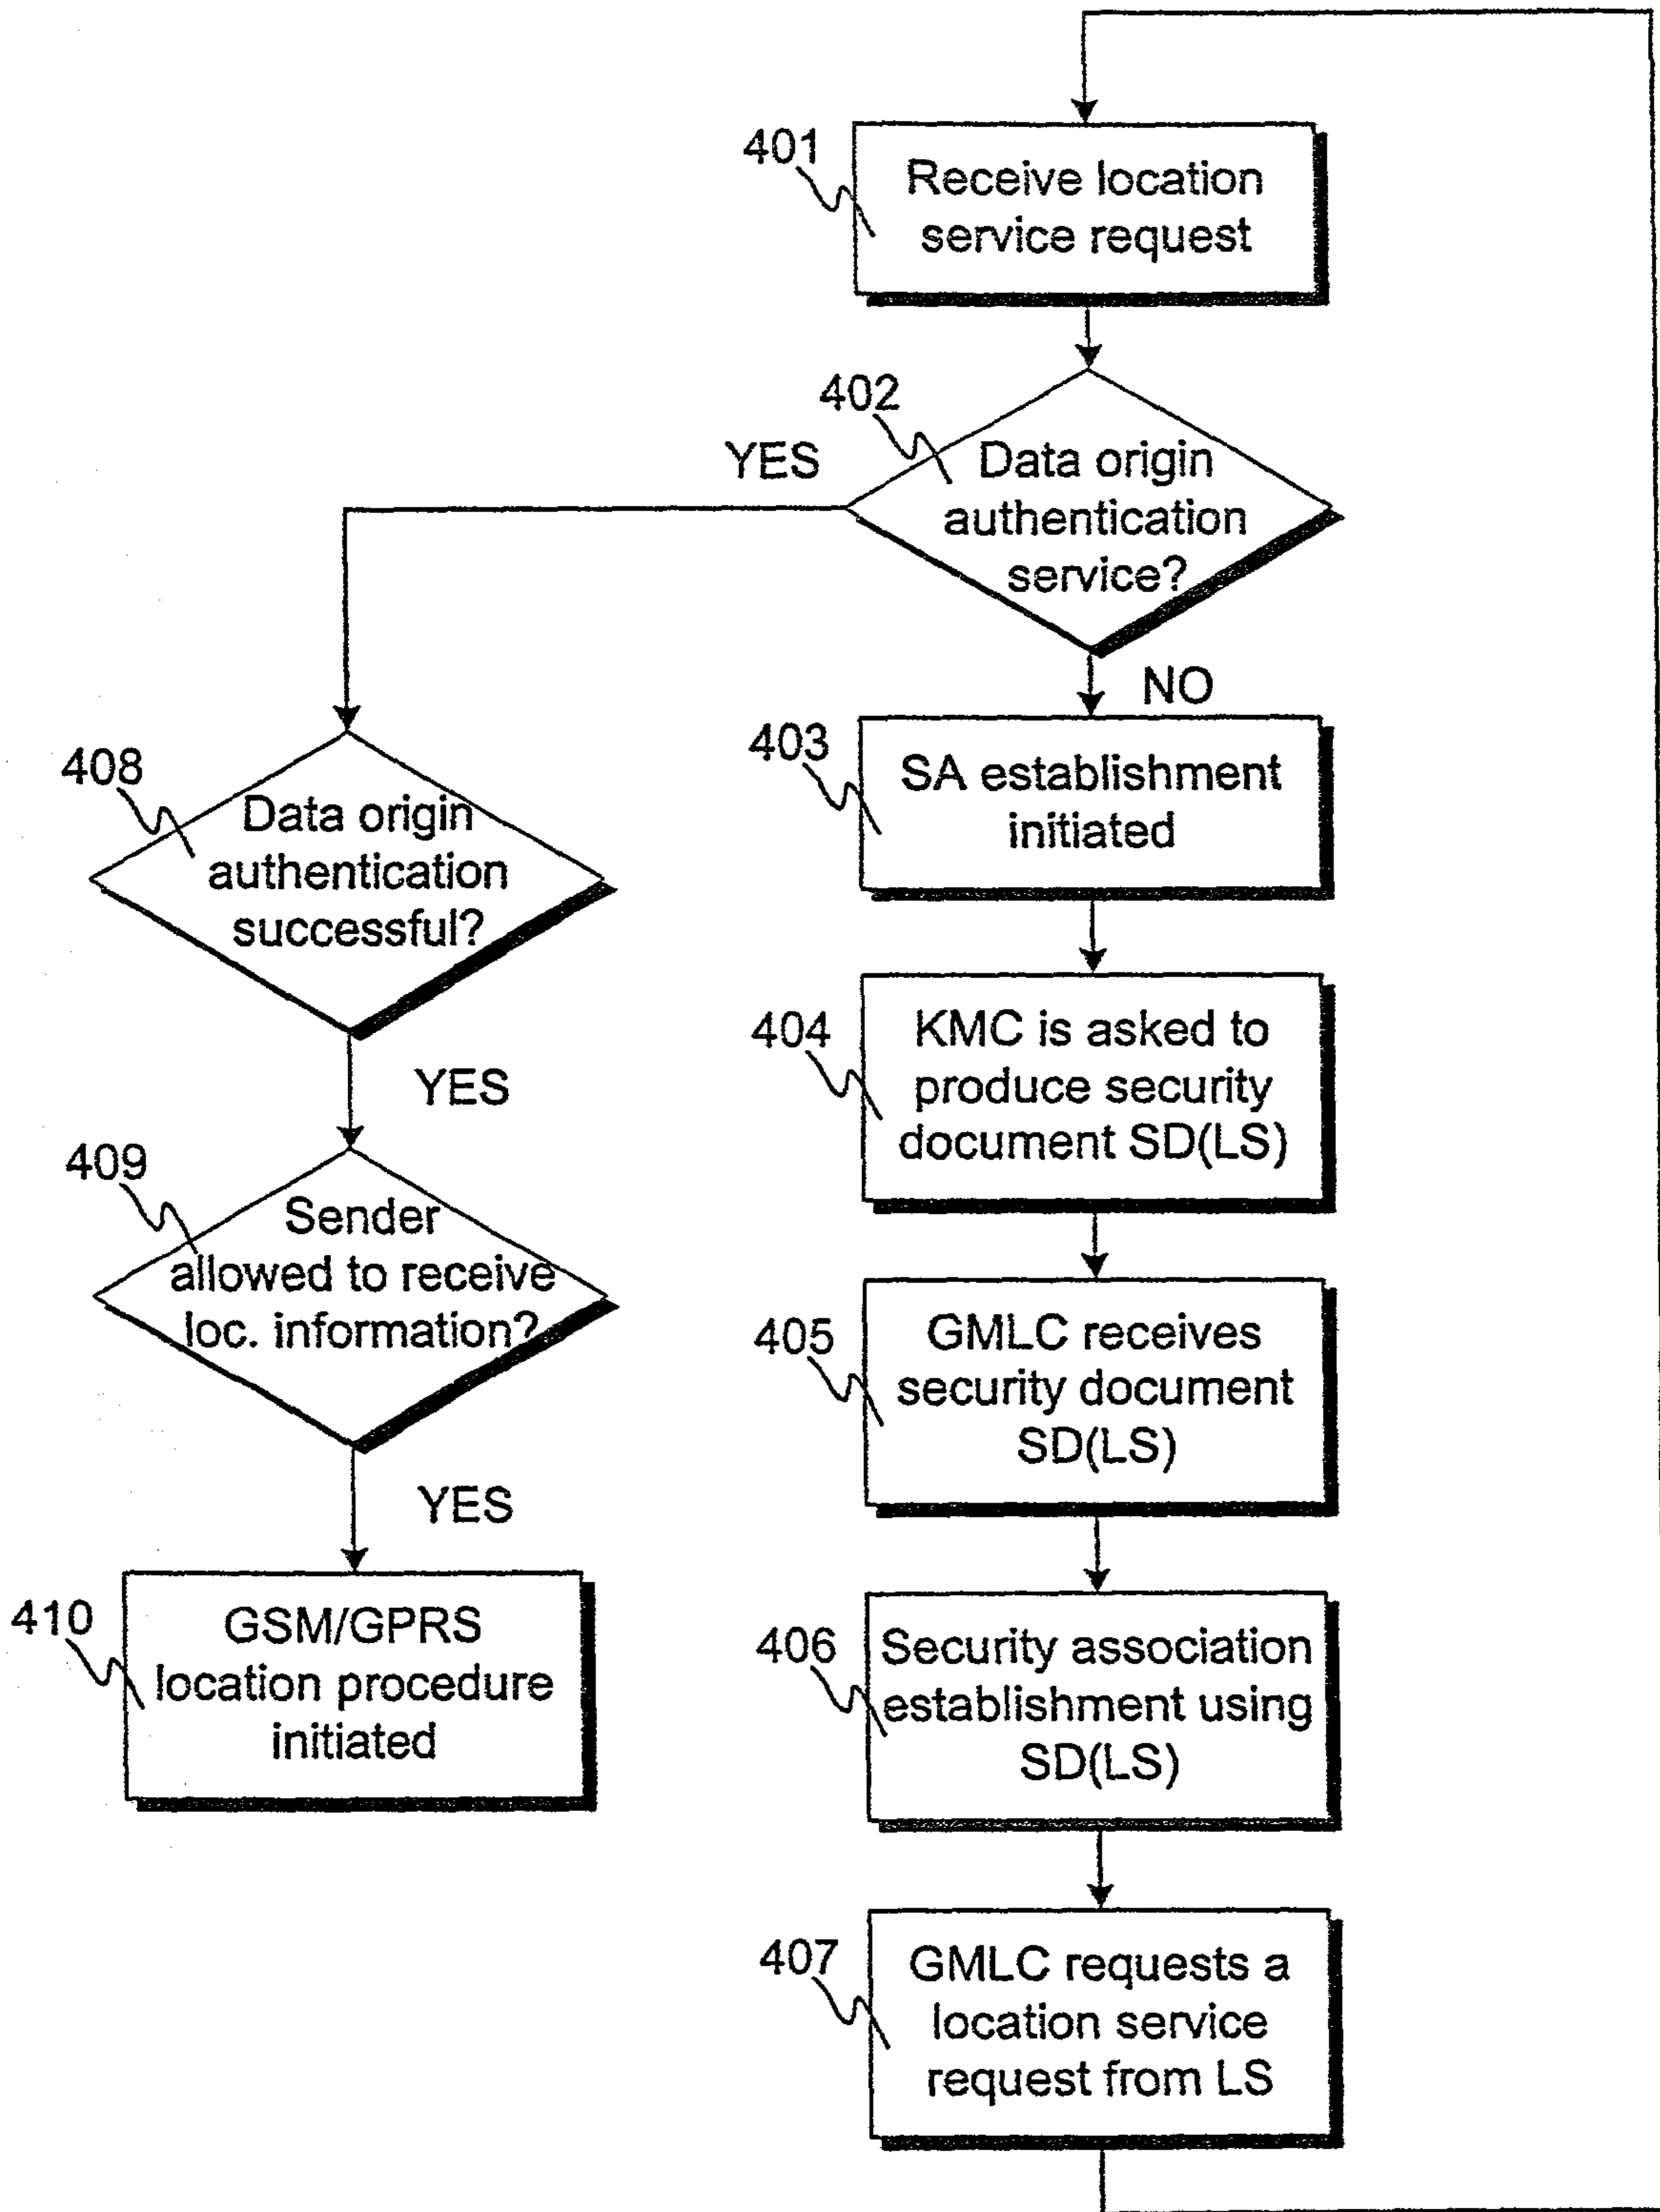 401
Receive location
service request
402
YES
Data origin
authentication
service?
NO
403
SA establishment
initiated
404
KMC is asked to
produce security
document SD(LS)
405
GMLC receives
security document
SD(LS)
406
Security association
establishment using
SD(LS)
407
GMLC requests a
location service
request from LS
408
Data origin
authentication
successful?
YES
409
Sender
allowed to receive
loc. information?
YES
410
GSM/GPRS
location procedure
initiated